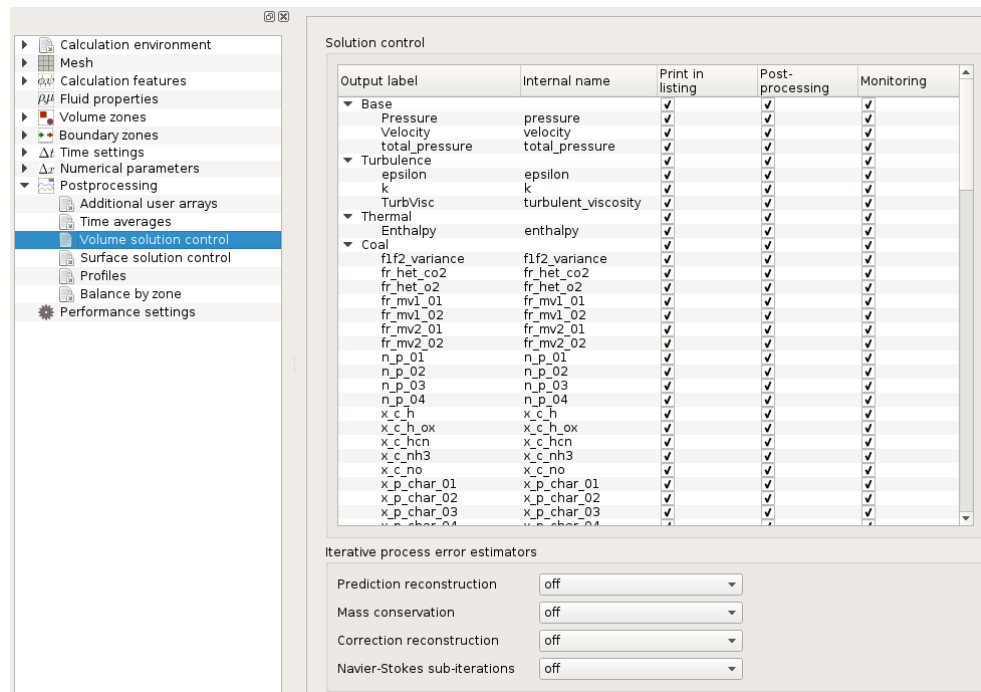 Calculation environment
Mesh
Calculation features
Fluid properties
Volume zones
Boundary zones
Δt Time settings
Δx Numerical parameters
Postprocessing
Additional user arrays
Time averages
Volume solution control
Surface solution control
Profiles
Balance by zone
Performance settings
Solution control
Output label Internal name Print in listing Post-processing Monitoring
Base
Pressure pressure
Velocity velocity
total_pressure total_pressure
Turbulence
epsilon epsilon
k k
TurbVisc turbulent_viscosity
Thermal
Enthalpy enthalpy
Coal
f1f2_variance f1f2_variance
fr_het_co2 fr_het_co2
fr_het_o2 fr_het_o2
fr_mv1_01 fr_mv1_01
fr_mv1_02 fr_mv1_02
fr_mv2_01 fr_mv2_01
fr_mv2_02 fr_mv2_02
n_p_01 n_p_01
n_p_02 n_p_02
n_p_03 n_p_03
n_p_04 n_p_04
x_c_h x_c_h
x_c_h_ox x_c_h_ox
x_c_hcn x_c_hcn
x_c_nh3 x_c_nh3
x_c_no x_c_no
x_p_char_01 x_p_char_01
x_p_char_02 x_p_char_02
x_p_char_03 x_p_char_03
x_p_char_04 x_p_char_04
Iterative process error estimators
Prediction reconstruction off
Mass conservation off
Correction reconstruction off
Navier-Stokes sub-iterations off